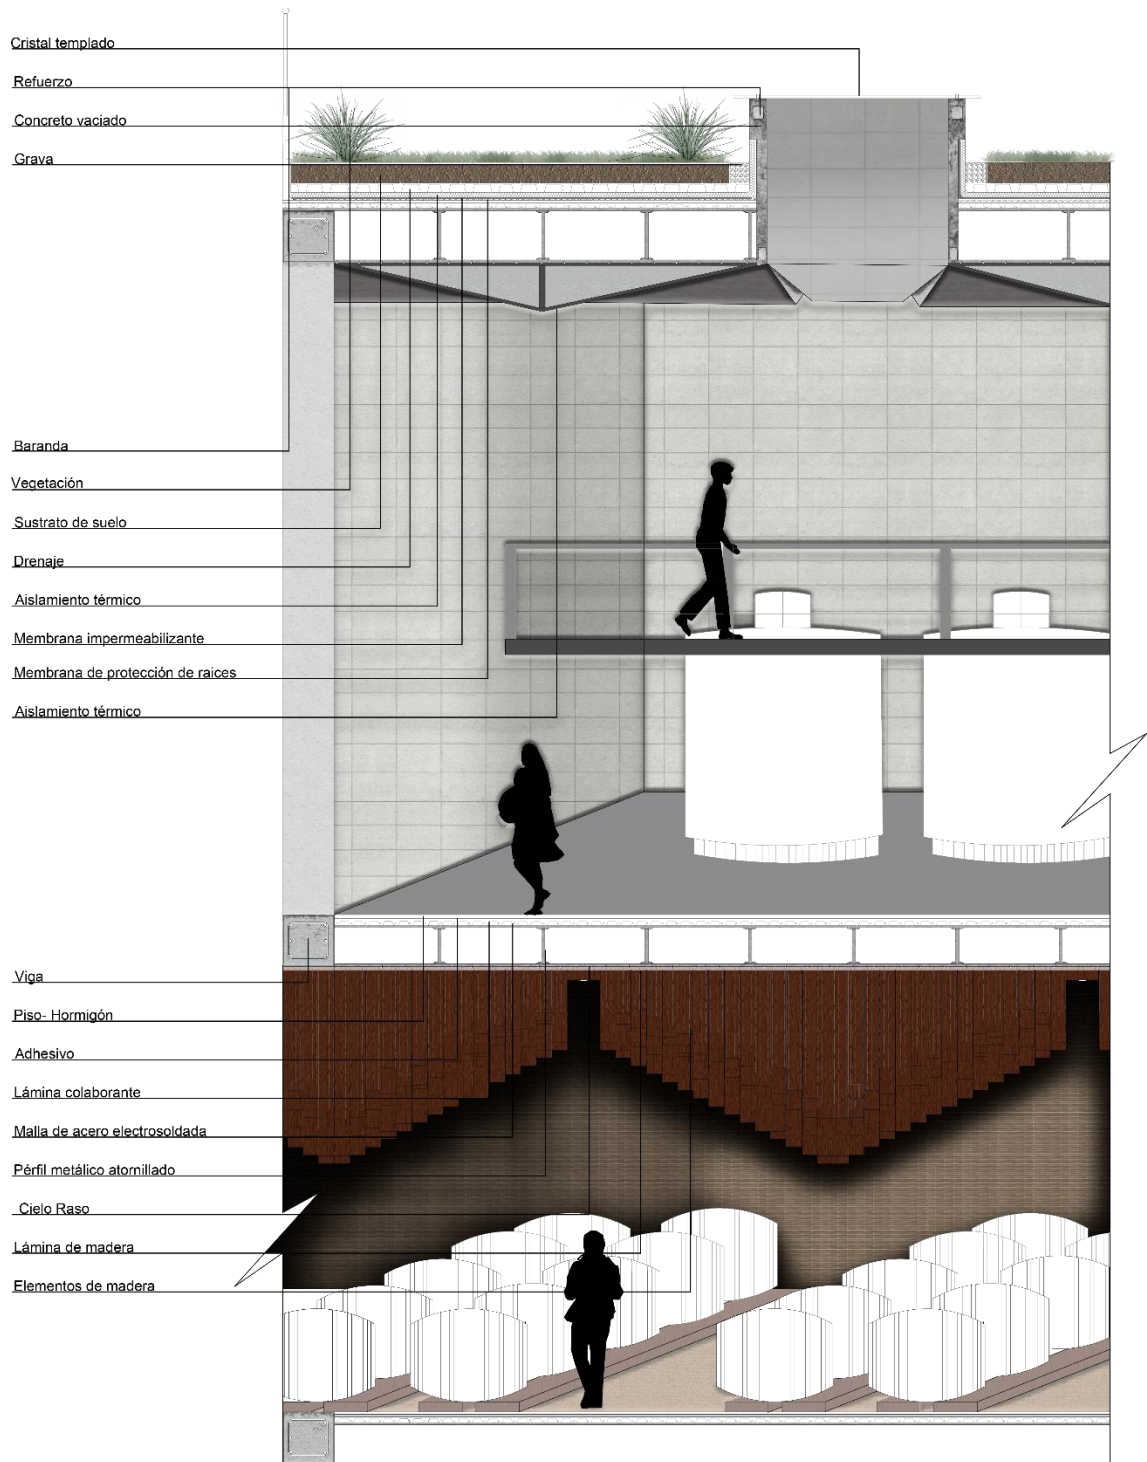 Cristal templado
Refuerzo
Concreto vaciado
Grava
Baranda
Vegetación
Sustrato de suelo
Drenaje
Aislamiento térmico
Membrana impermeabilizante
Membrana de protección de raices
Aislamiento térmico
Viga
Piso- Hormigón
Adhesivo
Lámina colaborante
Malla de acero electrosoldada
Pérfil metálico atornillado
Cielo Raso
Lámina de madera
Elementos de madera